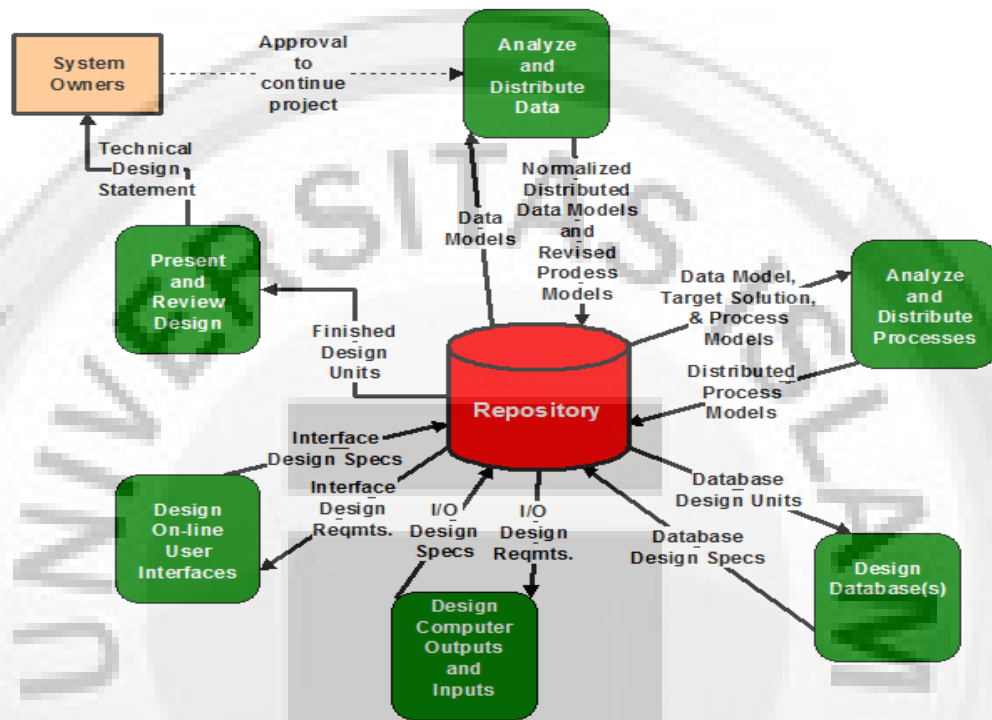 System
Owners
Approval
to
continue
project
Analyze
and
Distribute
Data
Technical
Design
Statement
Data
Models
Normalized
Distributed
Data Models
and
Revised
Prodess
Models
Present
and
Review
Design
Finished
Design
Units
Data Model,
Target Solution,
& Process
Models
Analyze
and
Distribute
Processes
Distributed
Process
Models
Repository
Interface
Design Specs
Interface
Design
Reqmts.
I/O
Design
Specs
I/O
Design
Reqmts.
Database
Design Units
Database
Design Specs
Design
On-line
User
Interfaces
Design
Computer
Outputs
and
Inputs
Design
Database(s)
UNIVERSITAS ISLAM